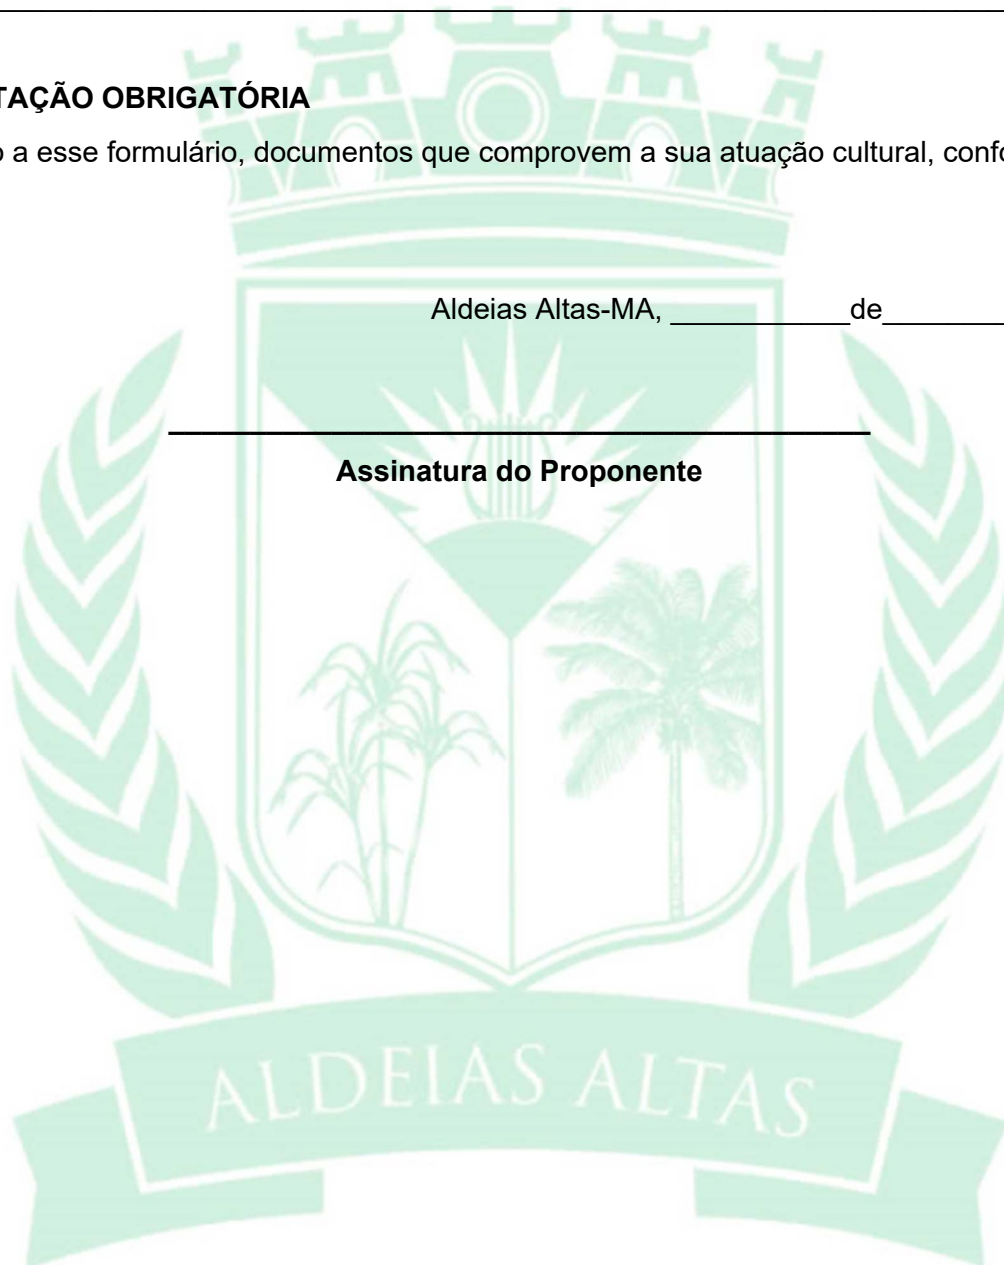 TAÇÃO OBRIGATÓRIA
o a esse formulário, documentos que comprovem a sua atuação cultural, confo
Aldeias Altas-MA, ___________de________
Assinatura do Proponente
ALDEIAS ALTAS